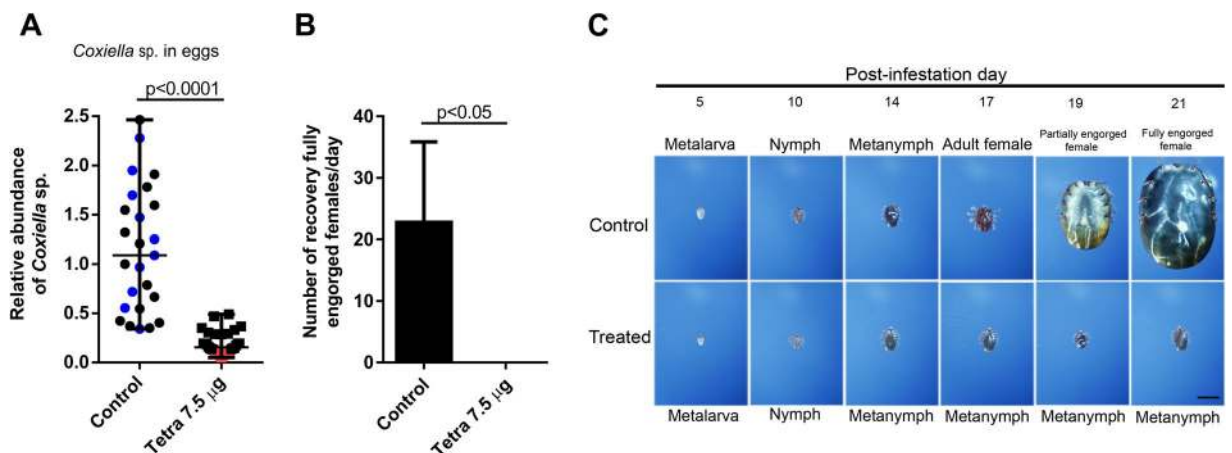 A
Coxiella sp. in eggs
p<0.0001
Relative abundance
of Coxiella sp.
2.5
2.0
1.5
1.0
0.5
0.0
Control
Tetra 7.5 µg
B
p<0.05
Number of recovery fully
engorged females/day
40
30
20
10
0
Control
Tetra 7.5 µg
C
Post-infestation day
5 10 14 17 19 21
Metalarva Nymph Metanymph Adult female Partially engorged female Fully engorged female
Control
Treated
Metalarva Nymph Metanymph Metanymph Metanymph Metanymph